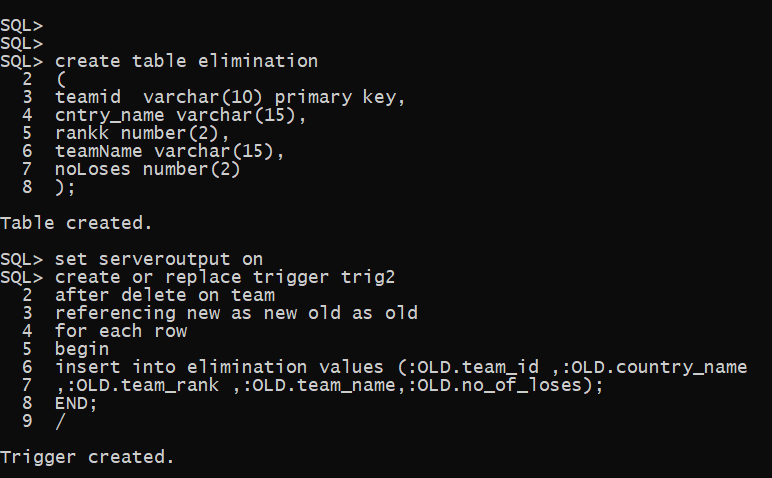 SQL>
SQL>
SQL> create table elimination
  2  (
  3  teamid  varchar(10) primary key,
  4  cntry_name varchar(15),
  5  rankk number(2),
  6  teamName varchar(15),
  7  noLoses number(2)
  8  );
Table created.
SQL> set serveroutput on
SQL> create or replace trigger trig2
  2  after delete on team
  3  referencing new as new old as old
  4  for each row
  5  begin
  6  insert into elimination values (:OLD.team_id ,:OLD.country_name
  7  ,:OLD.team_rank ,:OLD.team_name,:OLD.no_of_loses);
  8  END;
  9  /
Trigger created.